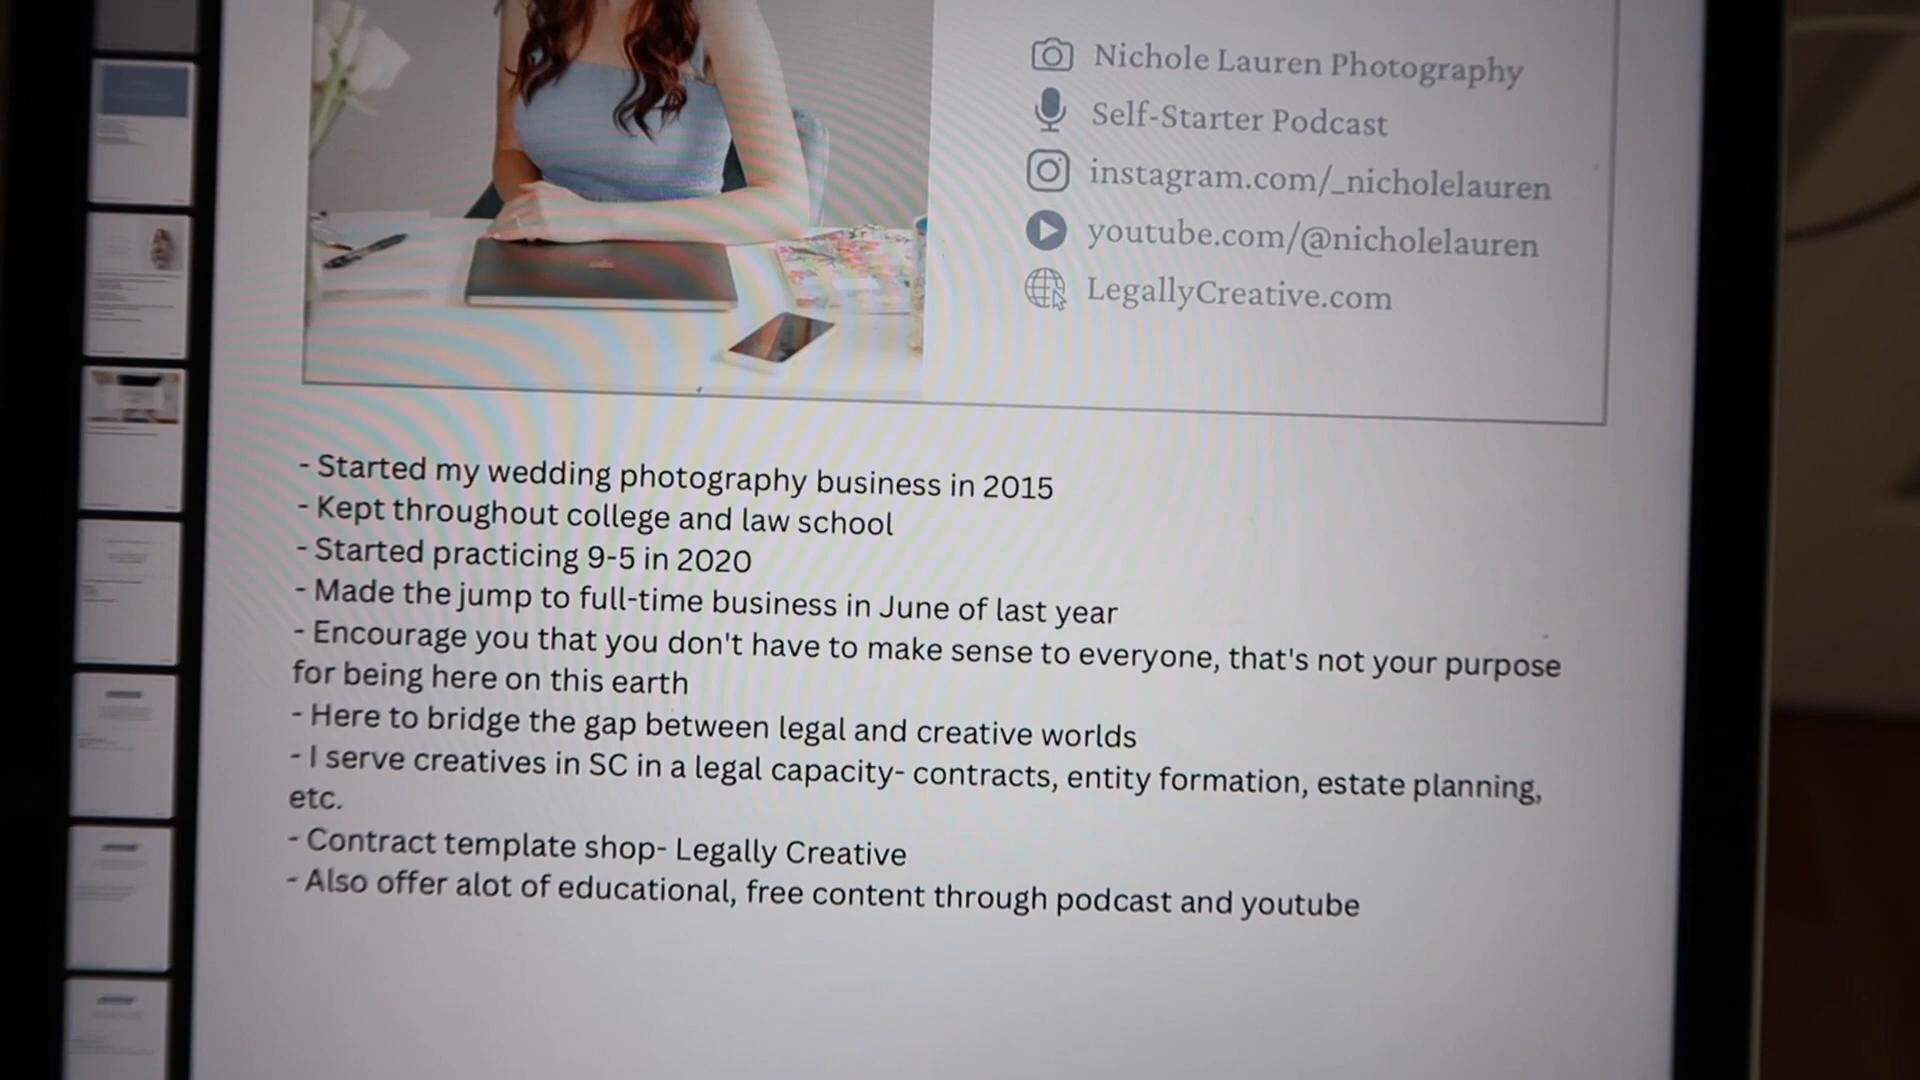 Nichole Lauren Photography
Self-Starter Podcast
instagram.com/_nicholelauren
youtube.com/@nicholelauren
LegallyCreative.com
- Started my wedding photography business in 2015
- Kept throughout college and law school
- Started practicing 9-5 in 2020
- Made the jump to full-time business in June of last year
- Encourage you that you don't have to make sense to everyone, that's not your purpose
for being here on this earth
- Here to bridge the gap between legal and creative worlds
- I serve creatives in SC in a legal capacity- contracts, entity formation, estate planning,
etc.
- Contract template shop- Legally Creative
- Also offer alot of educational, free content through podcast and youtube